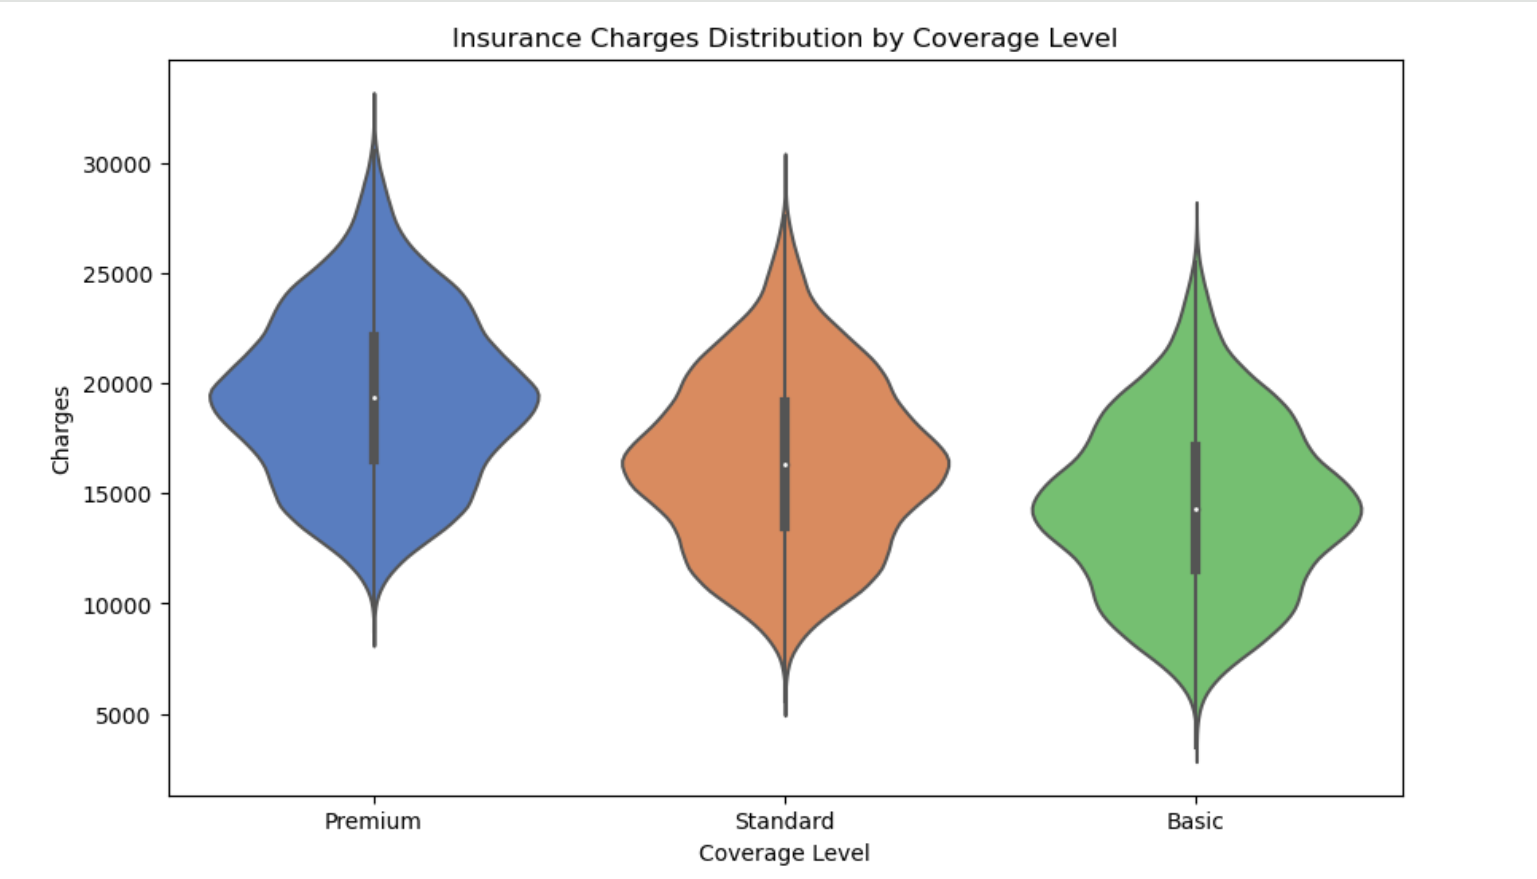 Insurance Charges Distribution by Coverage Level
30000
25000
20000
15000
10000
5000
Charges
Premium Standard Basic
Coverage Level